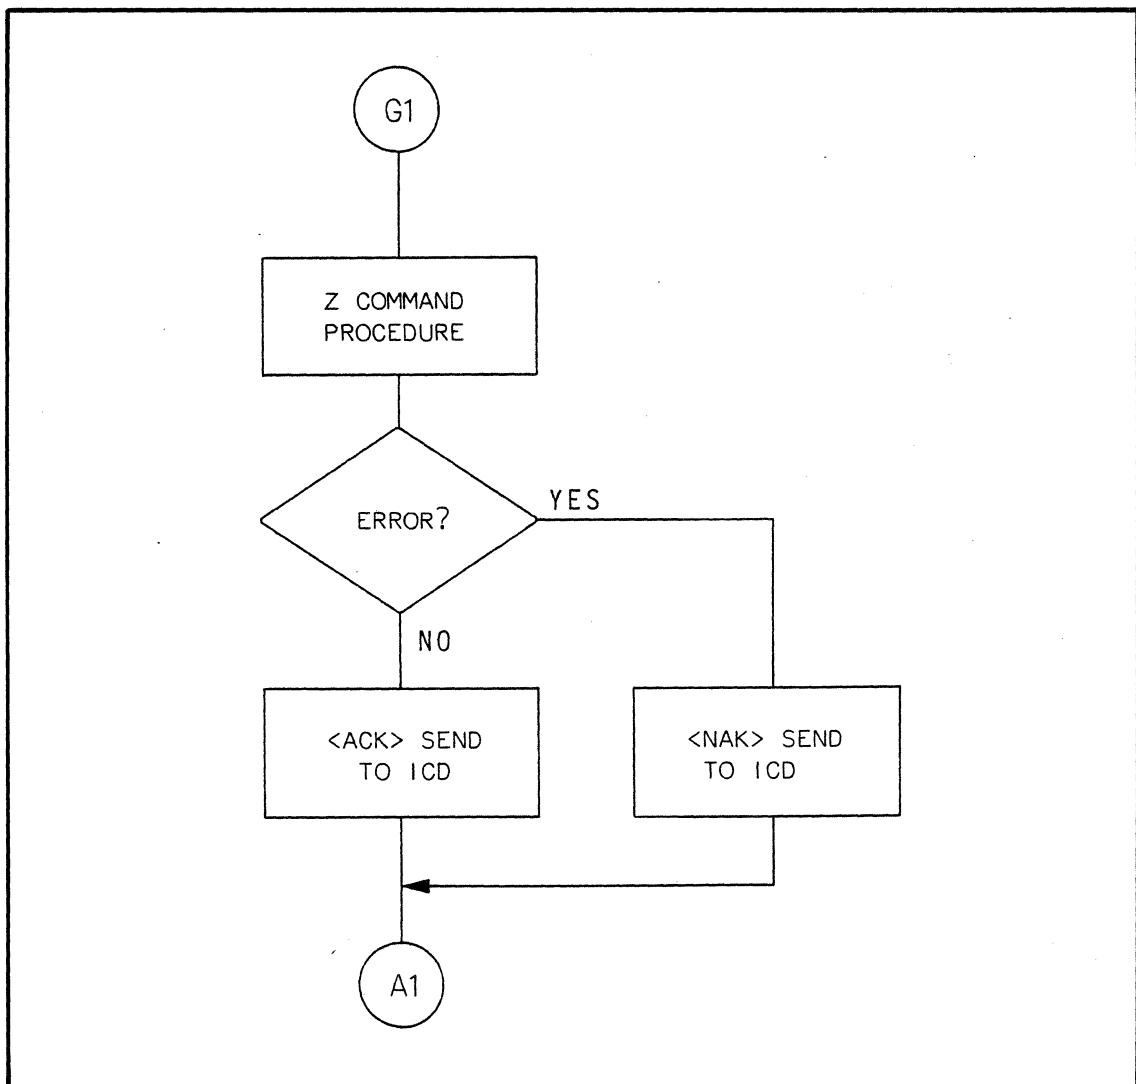 G1
Z COMMAND
PROCEDURE
ERROR?
YES
NO
<ACK> SEND
TO ICD
<NAK> SEND
TO ICD
A1